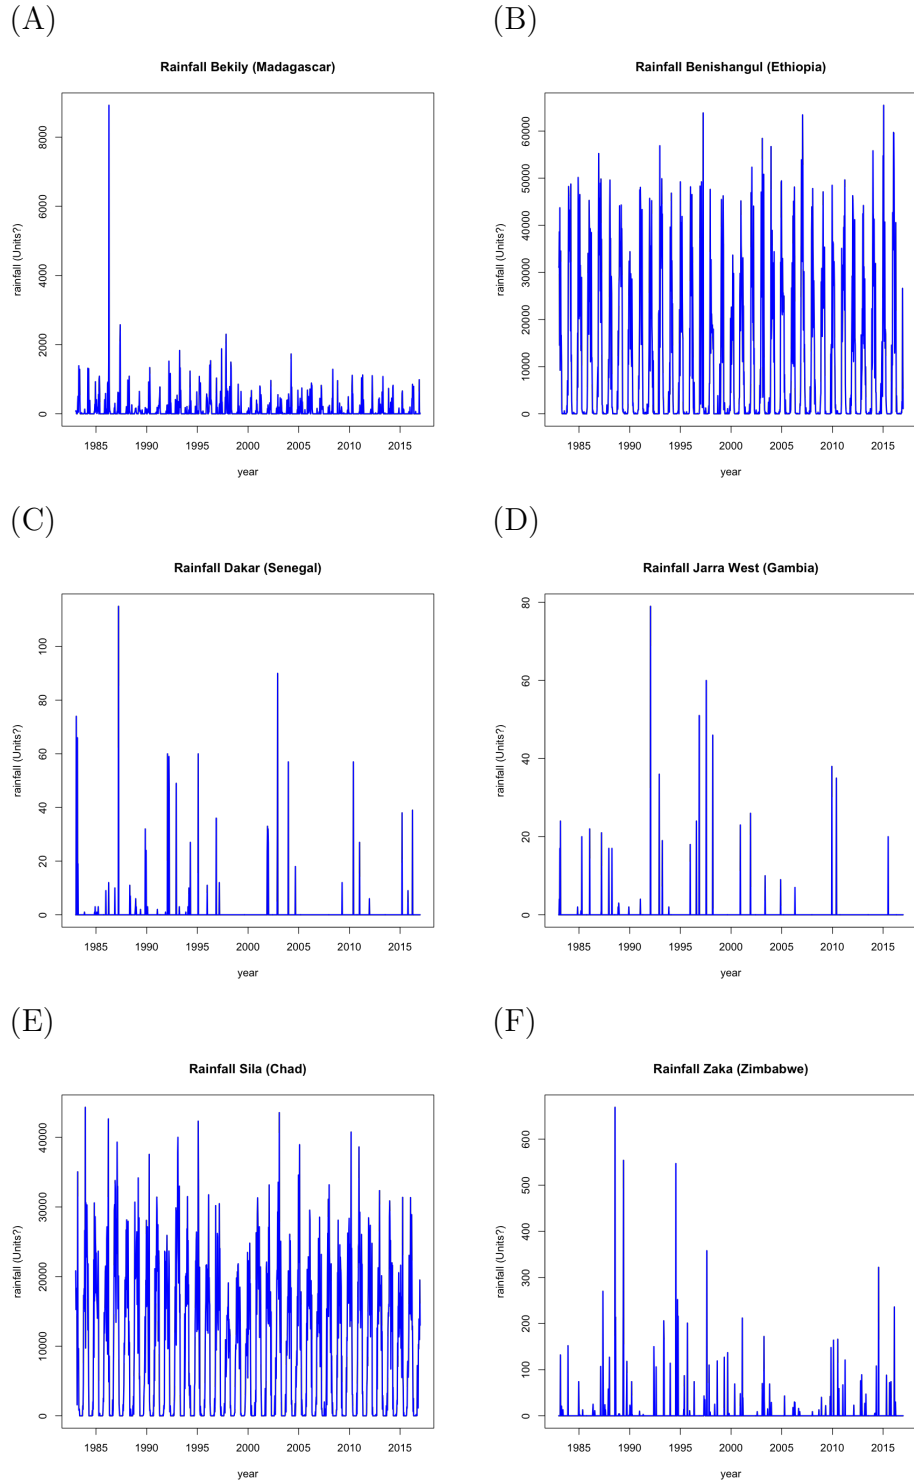 (A)
Rainfall Bekily (Madagascar)
rainfall (Units?)
0 2000 4000 6000 8000
1985 1990 1995 2000 2005 2010 2015
year
(B)
Rainfall Benishangul (Ethiopia)
rainfall (Units?)
0 10000 20000 30000 40000 50000 60000
1985 1990 1995 2000 2005 2010 2015
year
(C)
Rainfall Dakar (Senegal)
rainfall (Units?)
0 20 40 60 80 100
1985 1990 1995 2000 2005 2010 2015
year
(D)
Rainfall Jarra West (Gambia)
rainfall (Units?)
0 20 40 60 80
1985 1990 1995 2000 2005 2010 2015
year
(E)
Rainfall Sila (Chad)
rainfall (Units?)
0 10000 20000 30000 40000
1985 1990 1995 2000 2005 2010 2015
year
(F)
Rainfall Zaka (Zimbabwe)
rainfall (Units?)
0 100 200 300 400 500 600
1985 1990 1995 2000 2005 2010 2015
year